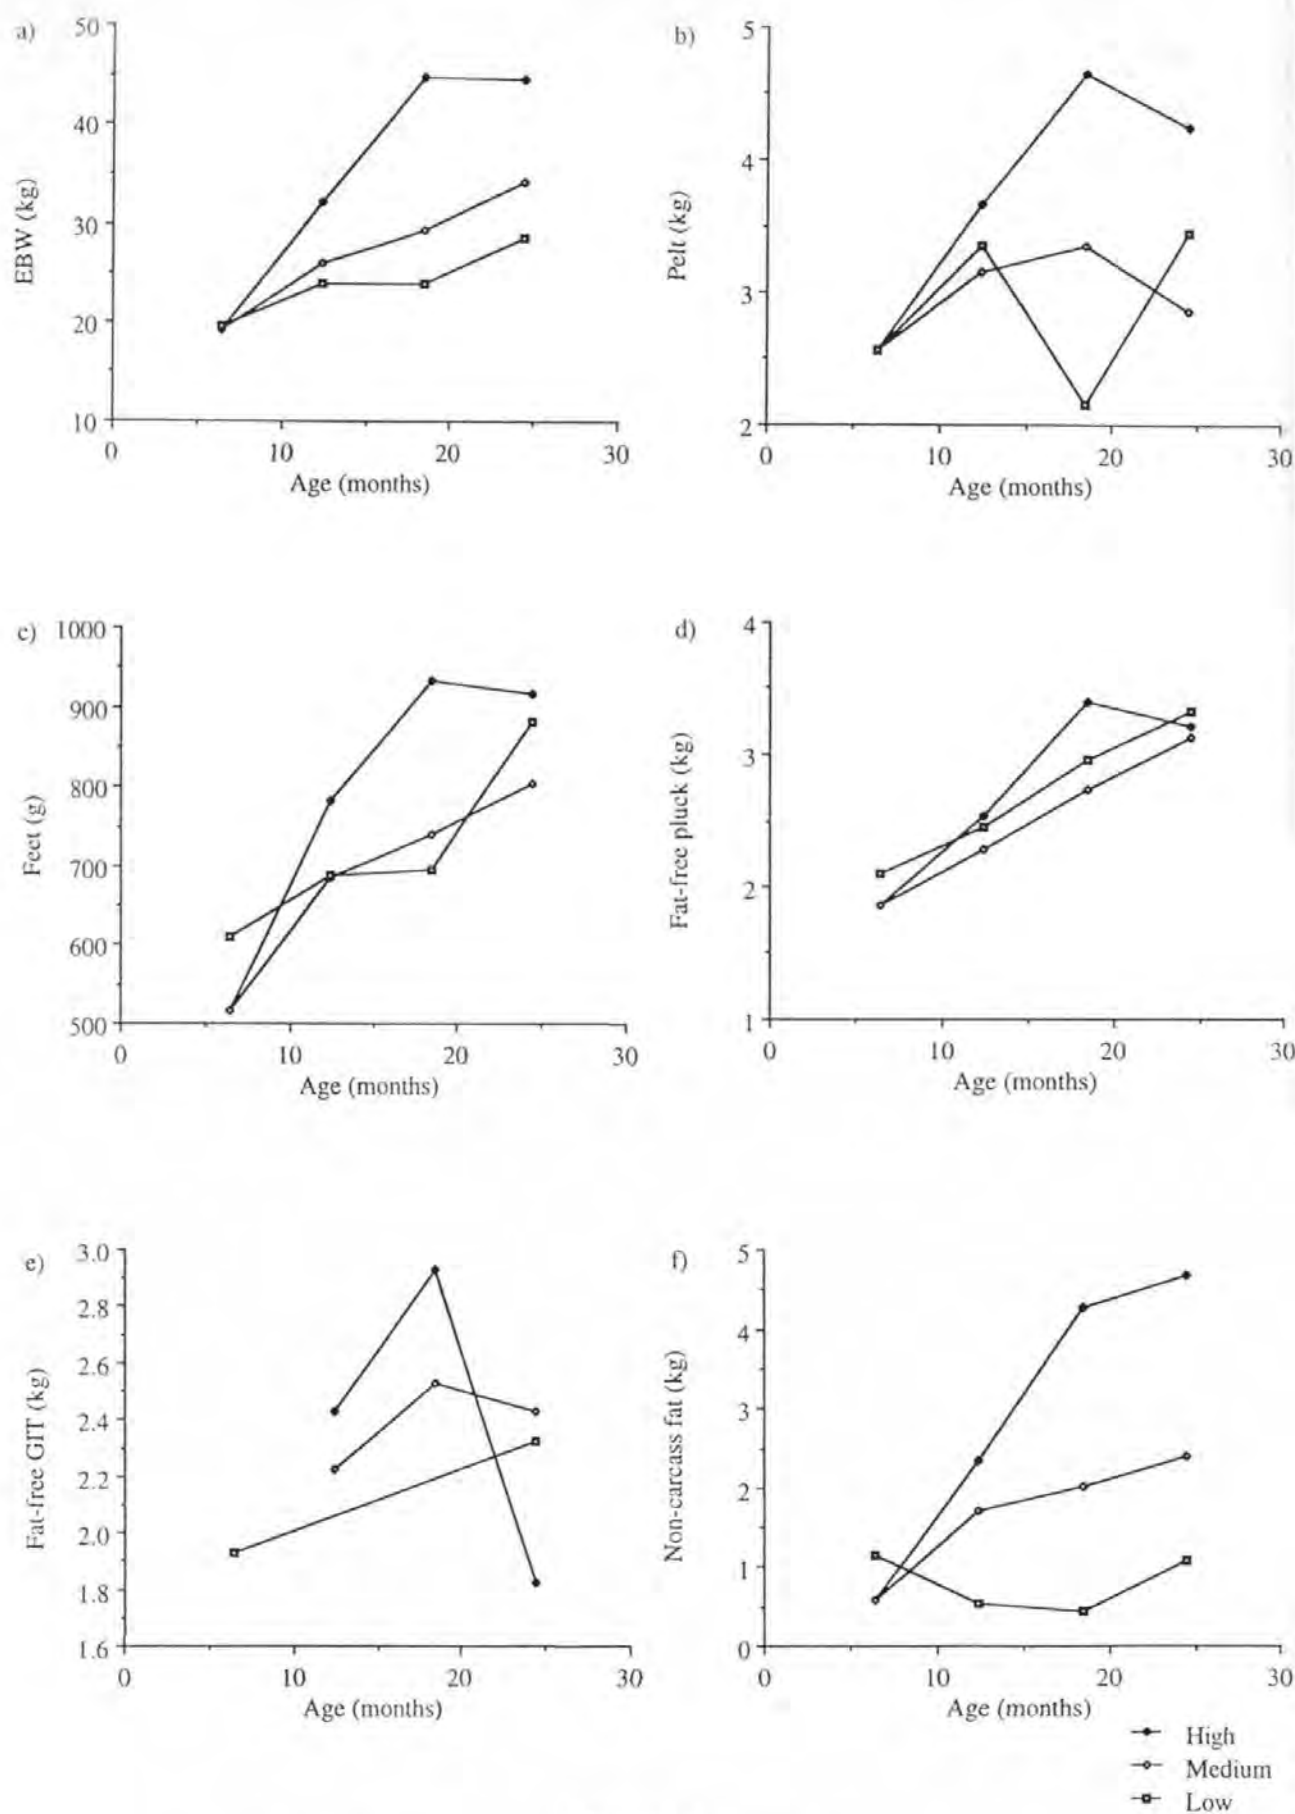 a)
EBW (kg)
50
40
30
20
10
0
10
20
30
Age (months)
b)
Pelt (kg)
5
4
3
2
0
10
20
30
Age (months)
c)
Feet (g)
1000
900
800
700
600
500
0
10
20
30
Age (months)
d)
Fat-free pluck (kg)
4
3
2
1
0
10
20
30
Age (months)
e)
Fat-free GIT (kg)
3.0
2.8
2.6
2.4
2.2
2.0
1.8
1.6
0
10
20
30
Age (months)
f)
Non-carcass fat (kg)
5
4
3
2
1
0
0
10
20
30
Age (months)
High
Medium
Low